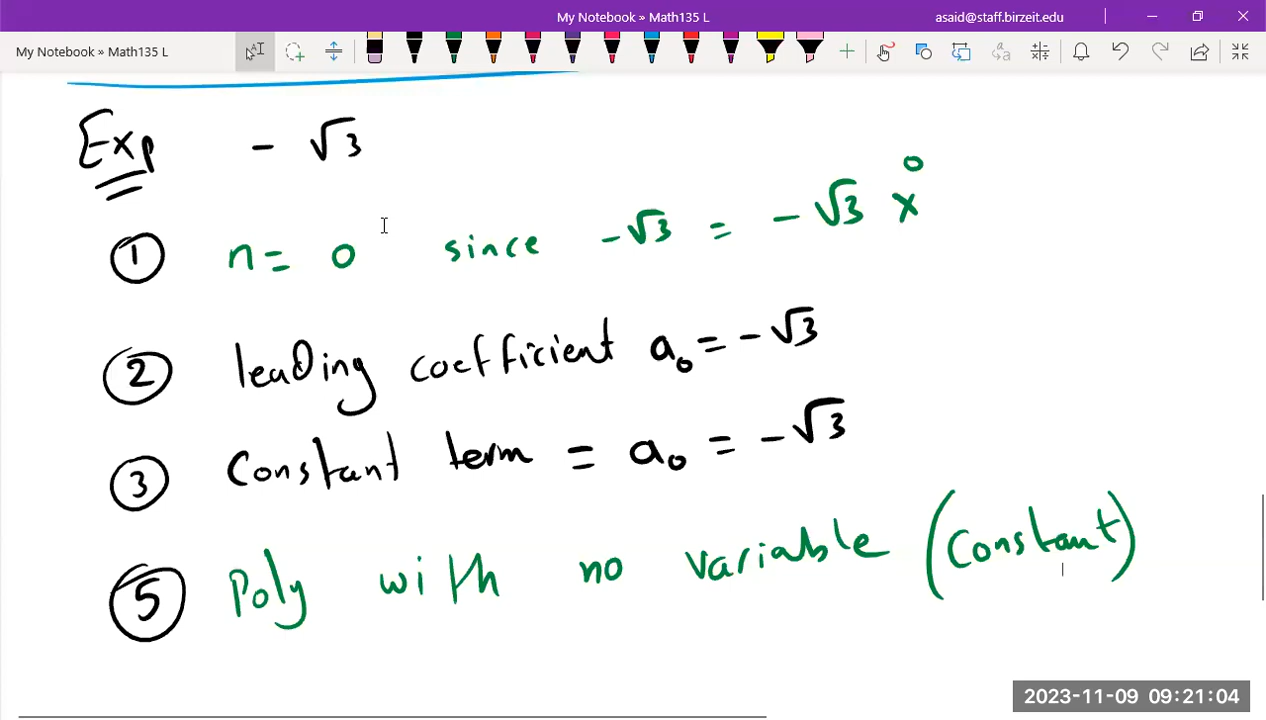 My Notebook » Math135 L
asaid@staff.birzeit.edu
My Notebook » Math135 L
Exp - √3
① n = 0 since -√3 = -√3 x⁰
② leading coefficient a₀ = -√3
③ Constant term = a₀ = -√3
⑤ Poly with no variable (Constant)
2023-11-09 09:21:04